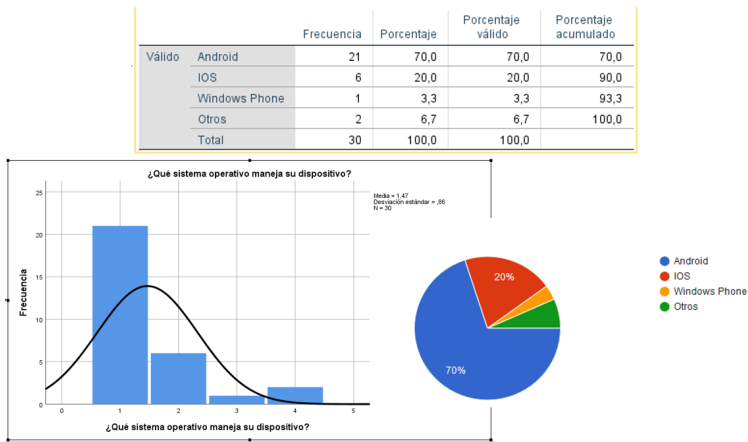 Frecuencia Porcentaje Porcentaje válido Porcentaje acumulado
Válido Android 21 70,0 70,0 70,0
IOS 6 20,0 20,0 90,0
Windows Phone 1 3,3 3,3 93,3
Otros 2 6,7 6,7 100,0
Total 30 100,0 100,0
¿Qué sistema operativo maneja su dispositivo?
Media = 1,47
Desviación estándar = ,86
N = 30
Frecuencia
25
20
15
10
5
0
0 1 2 3 4 5
¿Qué sistema operativo maneja su dispositivo?
20%
70%
Android
IOS
Windows Phone
Otros